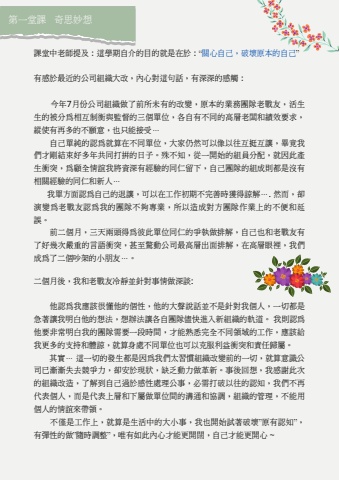 第一堂課 奇思妙想
課堂中老師提及：這學期自介的目的就是在於：“關心自己，破壞原本的自己”
有感於最近的公司組織大改，內心對這句話，有深深的感觸：
今年7月份公司組織做了前所未有的改變，原本的業務團隊老戰友，活生
生的被分為相互制衡與監督的三個單位，各自有不同的高層老闆和績效要求，
縱使有再多的不願意，也只能接受…
自己單純的認為就算在不同單位，大家仍然可以像以往互挺互讓，畢竟我
們才剛結束好多年共同打拼的日子。殊不知，從一開始的組員分配，就因此產
生衝突，為顧全情誼我將資深有經驗的同仁留下，自己團隊的組成則都是沒有
相關經驗的同仁和新人…
我單方面認為自己的退讓，可以在工作初期不完善時獲得諒解…．然而，卻
演變為老戰友認為我的團隊不夠專業，所以造成對方團隊作業上的不便和延
誤。
前二個月，三天兩頭得為彼此單位同仁的爭執做排解，自己也和老戰友有
了好幾次嚴重的言語衝突，甚至驚動公司最高層出面排解，在高層眼裡，我們
成為了二個吵架的小朋友…。
二個月後，我和老戰友冷靜並針對事情做深談:
他認為我應該很懂他的個性，他的大聲說話並不是針對我個人，一切都是
急著讓我明白他的想法，想辦法讓各自團隊儘快進入新組織的軌道。我則認為
他要非常明白我的團隊需要一段時間，才能熟悉完全不同領域的工作，應該給
我更多的支持和體諒，就算身處不同單位也可以克服利益衝突和責任歸屬。
其實… 這一切的發生都是因為我們太習慣組織改變前的一切，就算意識公
司已漸漸失去競爭力，卻安於現狀，缺乏動力做革新。事後回想，我感謝此次
的組織改造，了解到自己過於感性處理公事，必需打破以往的認知，我們不再
代表個人，而是代表上層和下屬做單位間的溝通和協調，組織的管理，不能用
個人的情誼來帶領。
不僅是工作上，就算是生活中的大小事，我也開始試著破壞“原有認知”，
有彈性的做“隨時調整”，唯有如此內心才能更開闊，自己才能更開心～